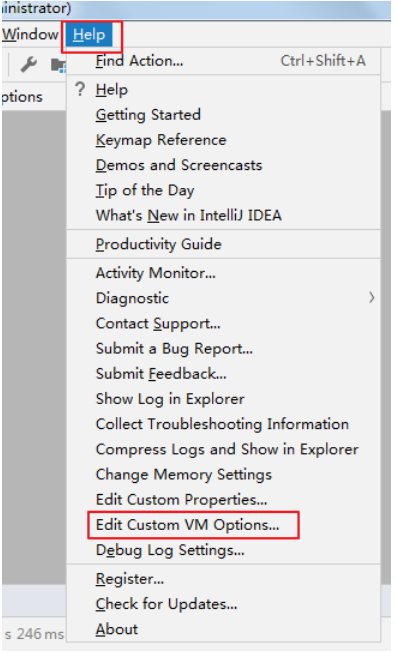 inistrator)
Window Help
Find Action... Ctrl+Shift+A
ptions
? Help
Getting Started
Keymap Reference
Demos and Screencasts
Tip of the Day
What's New in IntelliJ IDEA
Productivity Guide
Activity Monitor...
Diagnostic
Contact Support...
Submit a Bug Report...
Submit Feedback...
Show Log in Explorer
Collect Troubleshooting Information
Compress Logs and Show in Explorer
Change Memory Settings
Edit Custom Properties...
Edit Custom VM Options...
Debug Log Settings...
Register...
Check for Updates...
About
s 246 ms